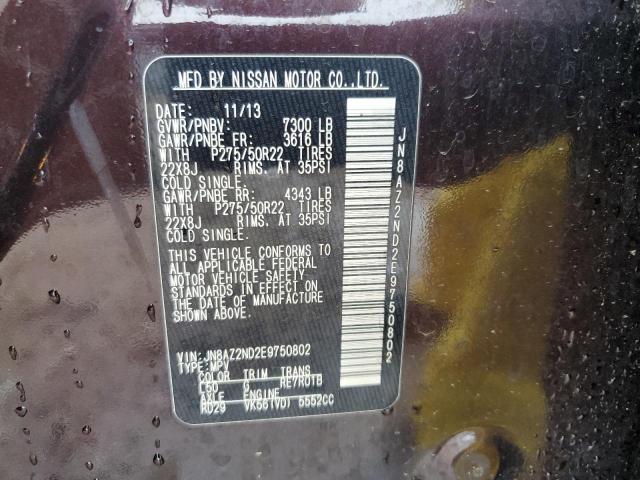 MFD BY NISSAN MOTOR CO.,LTD.
DATE: 11/13
GVWR/PNBV: 7300 LB
GAWR/PNBE FR: 3616 LB
WITH P275/50R22 TIRES
22X8J RIMS. AT 35PSI
COLD SINGLE.
GAWR/PNBE RR: 4343 LB
WITH P275/50R22 TIRES
22X8J RIMS. AT 35PSI
COLD SINGLE.
THIS VEHICLE CONFORMS TO
ALL APPLICABLE FEDERAL
MOTOR VEHICLE SAFETY
STANDARDS IN EFFECT ON
THE DATE OF MANUFACTURE
SHOWN ABOVE.
VIN: JN8AZ2ND2E9750802
TYPE: MPV
COLOR TRIM TRANS
L50 G RE7R01B
AXLE ENGINE
RD29 VK56(VD) 5552CC
JN8AZ2ND2E9750802